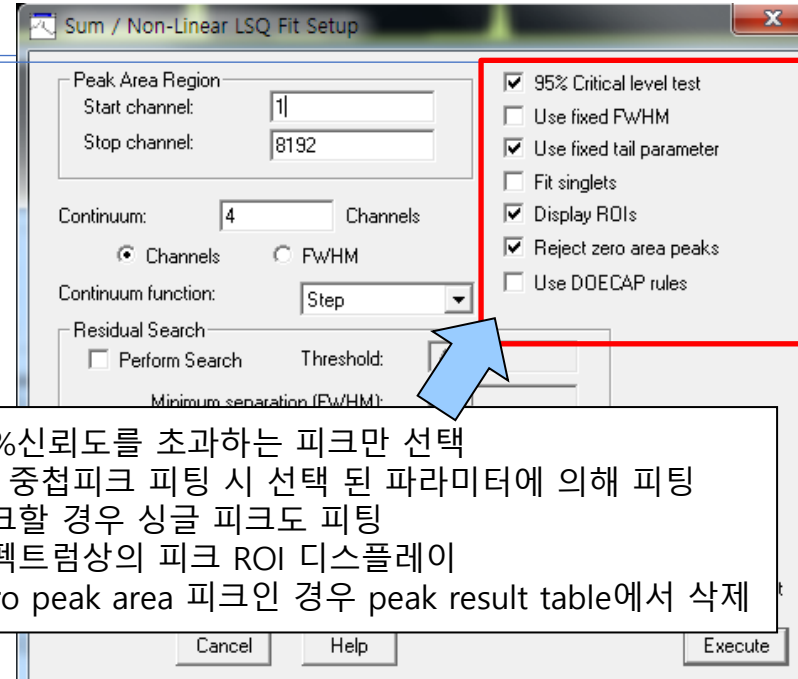 Sum / Non-Linear LSQ Fit Setup
Peak Area Region
Start channel: 1
Stop channel: 8192
Continuum: 4 Channels
Channels FWHM
Continuum function: Step
Residual Search
Perform Search Threshold:
Minimum separation (FWHM):
95% Critical level test
Use fixed FWHM
Use fixed tail parameter
Fit singlets
Display ROIs
Reject zero area peaks
Use DOECAP rules
%신뢰도를 초과하는 피크만 선택
중첩피크 피팅 시 선택 된 파라미터에 의해 피팅
크할 경우 싱글 피크도 피팅
펙트럼상의 피크 ROI 디스플레이
ro peak area 피크인 경우 peak result table에서 삭제
Cancel Help Execute